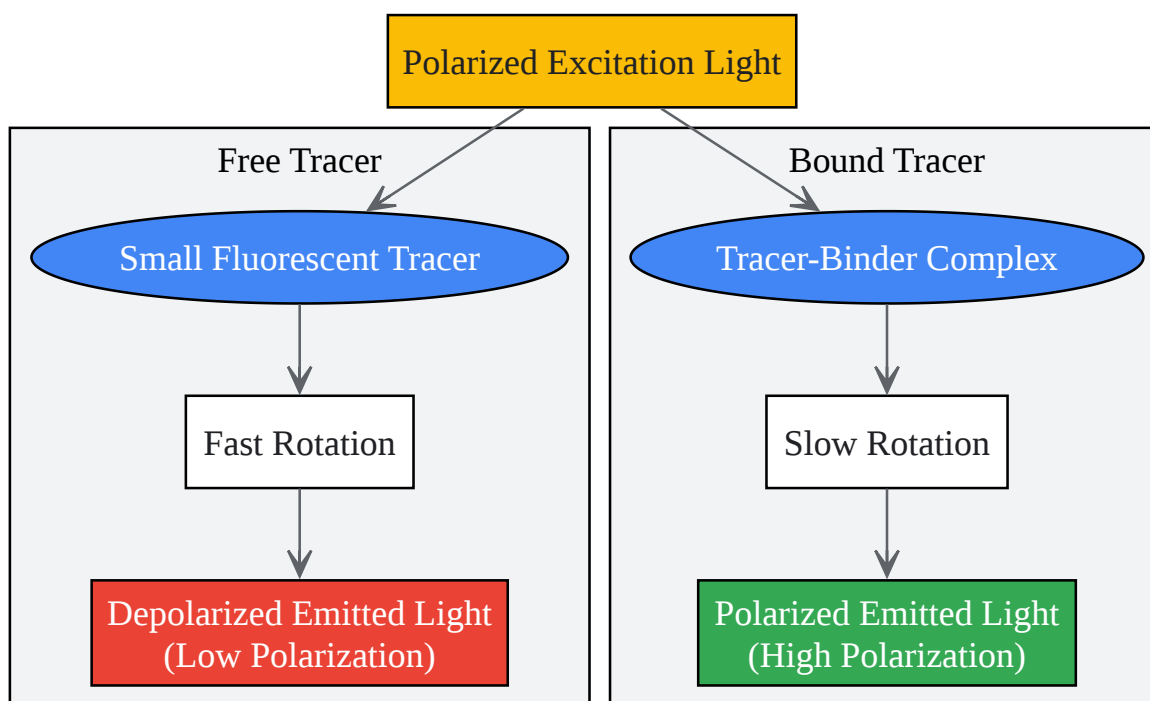 Polarized Excitation Light
Free Tracer
Small Fluorescent Tracer
Fast Rotation
Depolarized Emitted Light
(Low Polarization)
Bound Tracer
Tracer-Binder Complex
Slow Rotation
Polarized Emitted Light
(High Polarization)